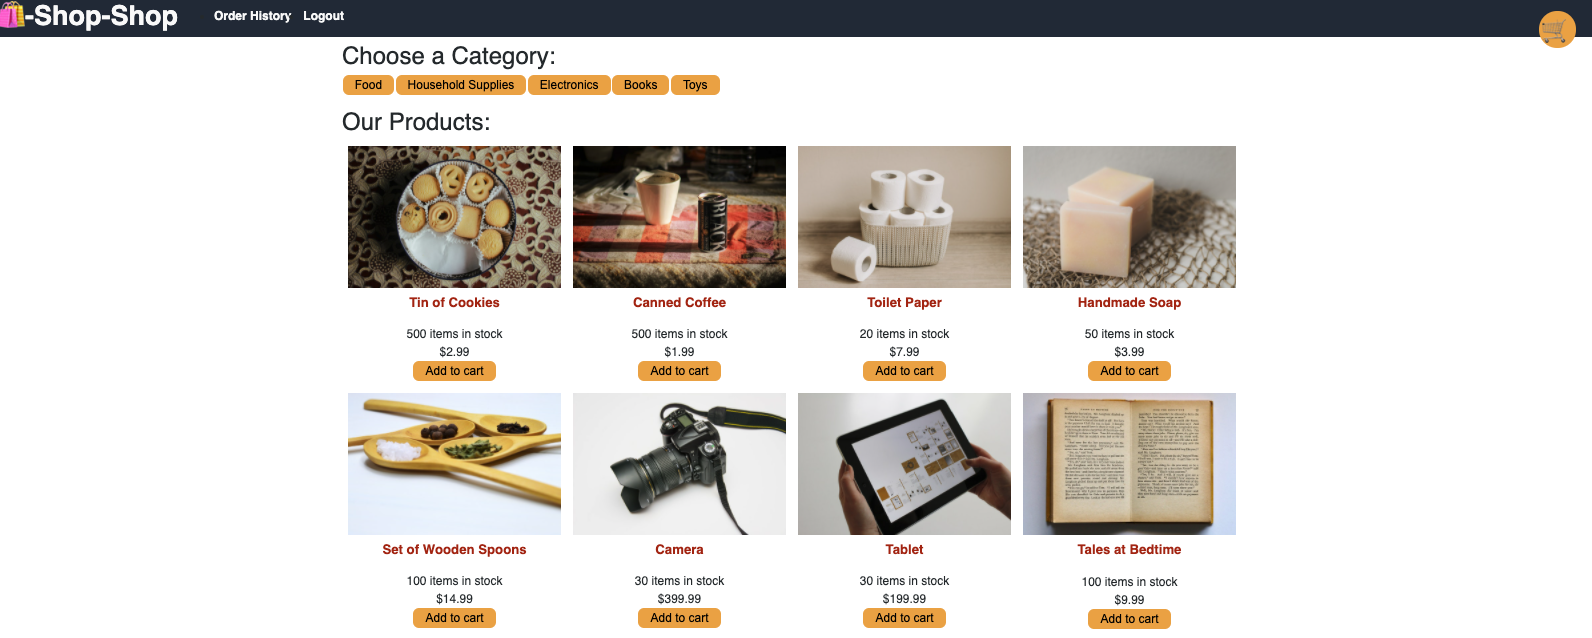 -Shop-Shop Order History Logout
Choose a Category:
Food Household Supplies Electronics Books Toys
Our Products:
BLACK
Tin of Cookies Canned Coffee Toilet Paper Handmade Soap
500 items in stock 500 items in stock 20 items in stock 50 items in stock
$2.99 $1.99 $7.99 $3.99
Add to cart Add to cart Add to cart Add to cart
Set of Wooden Spoons Camera Tablet Tales at Bedtime
100 items in stock 30 items in stock 30 items in stock 100 items in stock
$14.99 $399.99 $199.99 $9.99
Add to cart Add to cart Add to cart Add to cart